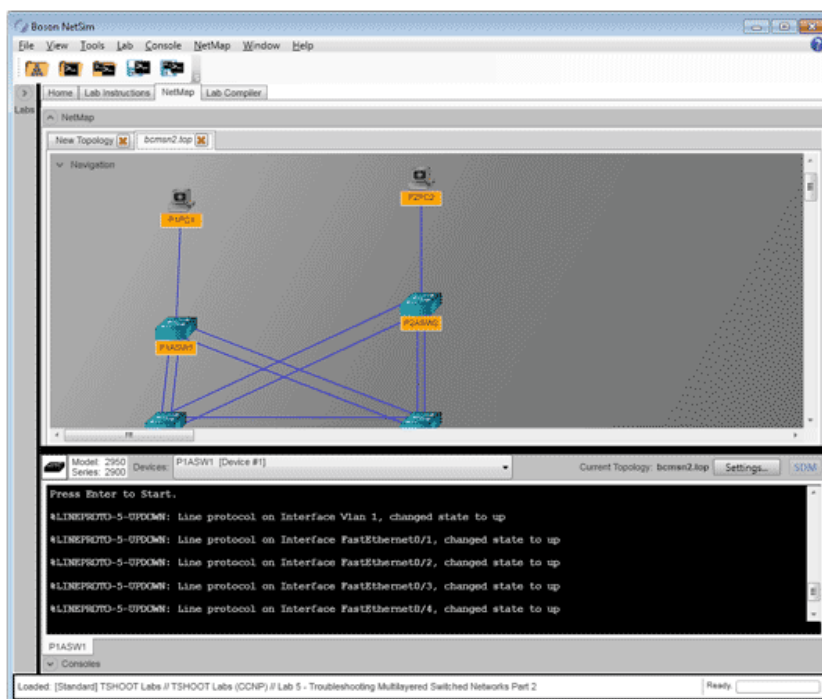 Boson NetSim
File View Tools Lab Console NetMap Window Help
Home Lab Instructions NetMap Lab Compiler
Labs
NetMap
New Topology bcmsn2.top
Navigation
P1PC1
P2PC2
P1ASW1
P2ASW2
Model: 2950
Series: 2900
Devices: P1ASW1 [Device #1]
Current Topology: bcmsn2.top Settings... SDM
Press Enter to Start.
%LINEPROTO-5-UPDOWN: Line protocol on Interface Vlan 1, changed state to up
%LINEPROTO-5-UPDOWN: Line protocol on Interface FastEthernet0/1, changed state to up
%LINEPROTO-5-UPDOWN: Line protocol on Interface FastEthernet0/2, changed state to up
%LINEPROTO-5-UPDOWN: Line protocol on Interface FastEthernet0/3, changed state to up
%LINEPROTO-5-UPDOWN: Line protocol on Interface FastEthernet0/4, changed state to up
P1ASW1
Consoles
Loaded: [Standard] TSHOOT Labs // TSHOOT Labs (CCNP) // Lab 5 - Troubleshooting Multilayered Switched Networks Part 2
Ready.